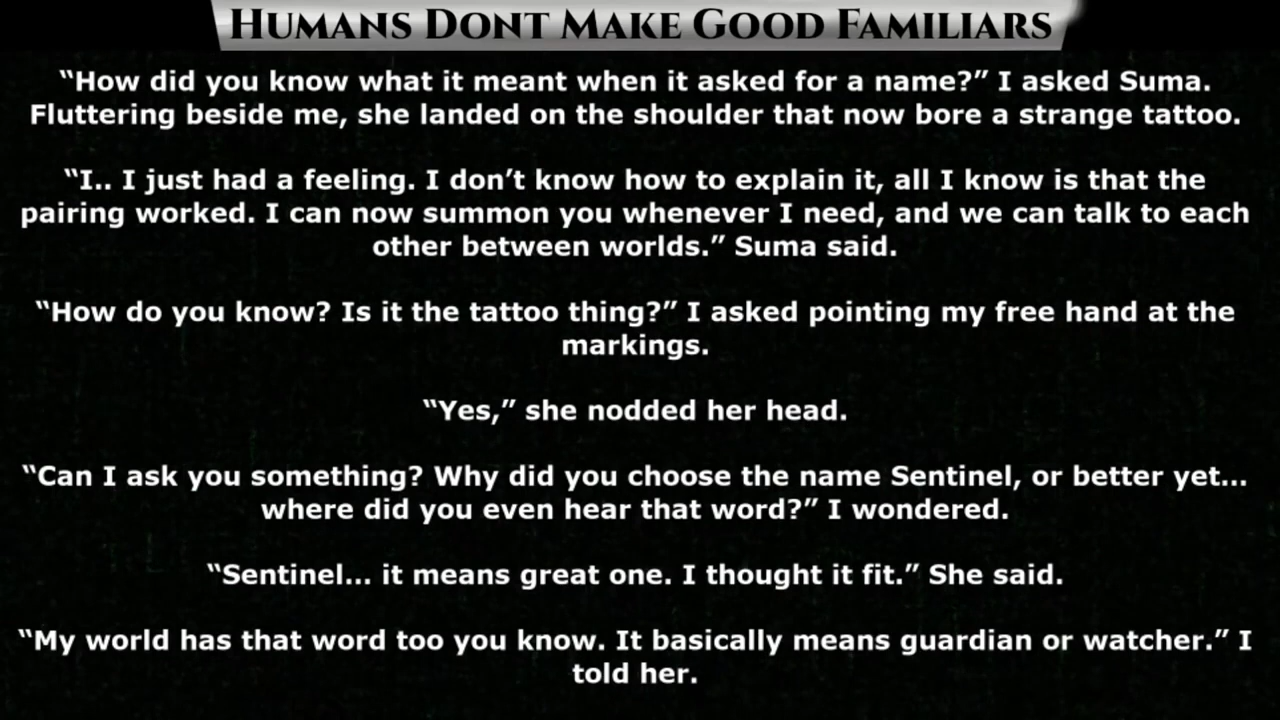 Humans Dont Make Good Familiars
“How did you know what it meant when it asked for a name?” I asked Suma.
Fluttering beside me, she landed on the shoulder that now bore a strange tattoo.
“I.. I just had a feeling. I don’t know how to explain it, all I know is that the
pairing worked. I can now summon you whenever I need, and we can talk to each
other between worlds.” Suma said.
“How do you know? Is it the tattoo thing?” I asked pointing my free hand at the
markings.
“Yes,” she nodded her head.
“Can I ask you something? Why did you choose the name Sentinel, or better yet...
where did you even hear that word?” I wondered.
“Sentinel... it means great one. I thought it fit.” She said.
“My world has that word too you know. It basically means guardian or watcher.” I
told her.